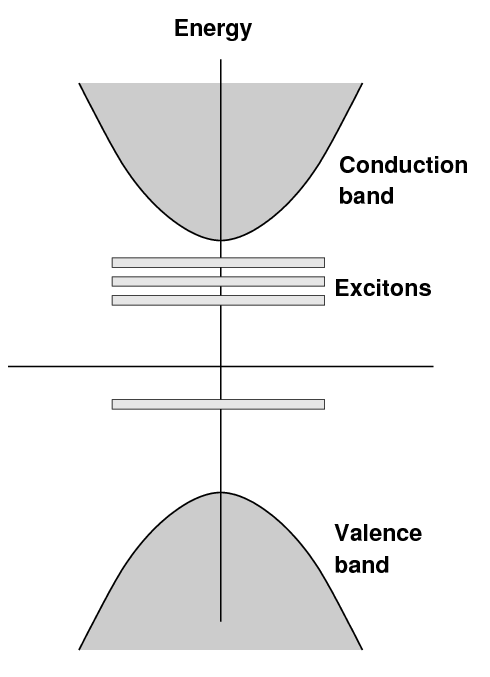 Energy
Conduction
band
Excitons
Valence
band